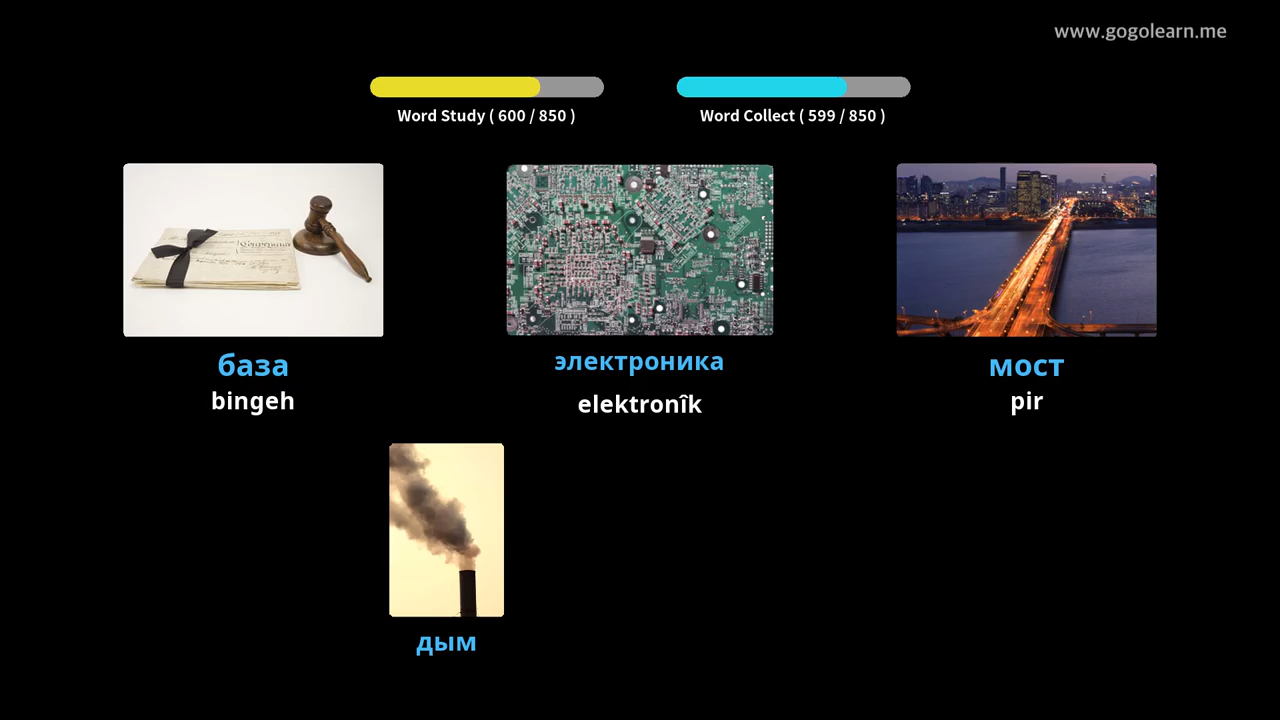 www.gogolearn.me
Word Study ( 600 / 850 )
Word Collect ( 599 / 850 )
база
bingeh
электроника
elektronîk
мост
pir
дым